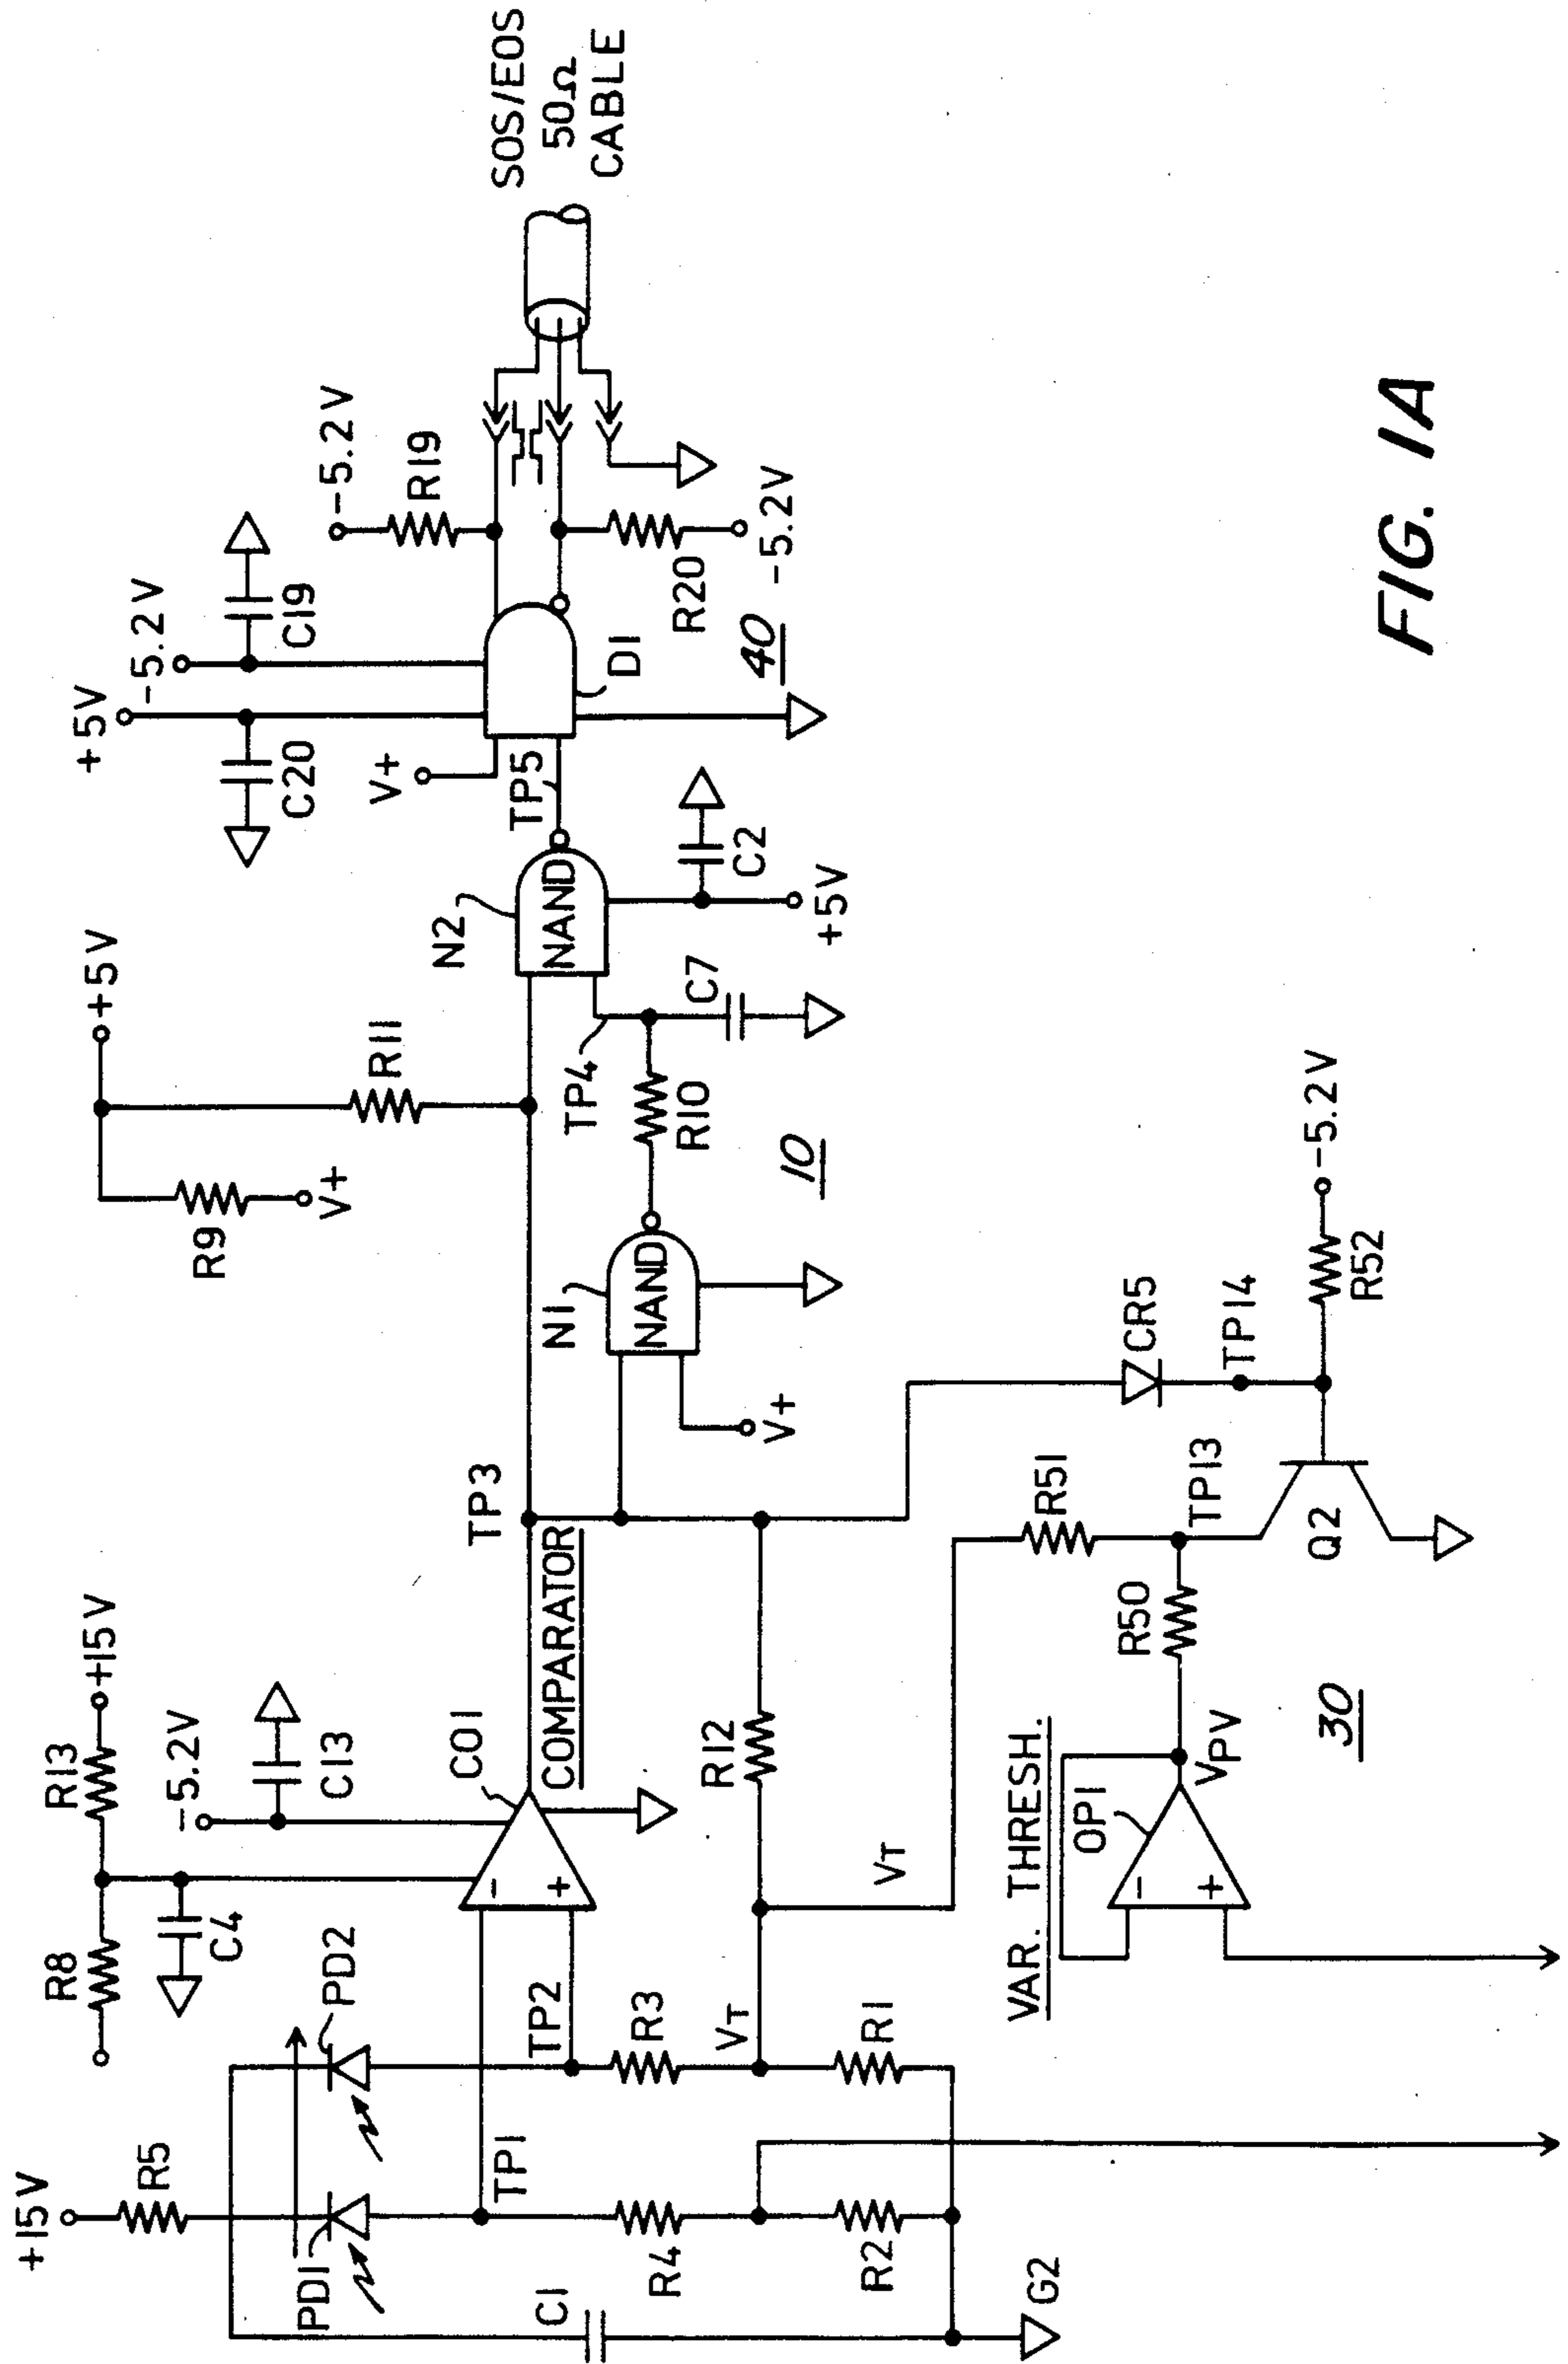 +15V
R5
PD1
PD2
C1
TP1
TP2
R4
R3
VT
R2
R1
G2
R8
R13
+15V
C4
-5.2V
C13
CO1
-
+
COMPARATOR
TP3
R12
VT
VAR. THRESH.
OP1
-
+
VPV
R50
R51
TP13
30
Q2
CR5
TP14
R52
-5.2V
R9
V+
+5V
R11
N1
NAND
V+
R10
10
TP4
C7
N2
NAND
C2
+5V
TP5
V+
+5V
C20
-5.2V
C19
D1
40
-5.2V
R19
R20
-5.2V
SOS/EOS
50Ω
CABLE
FIG. 1A